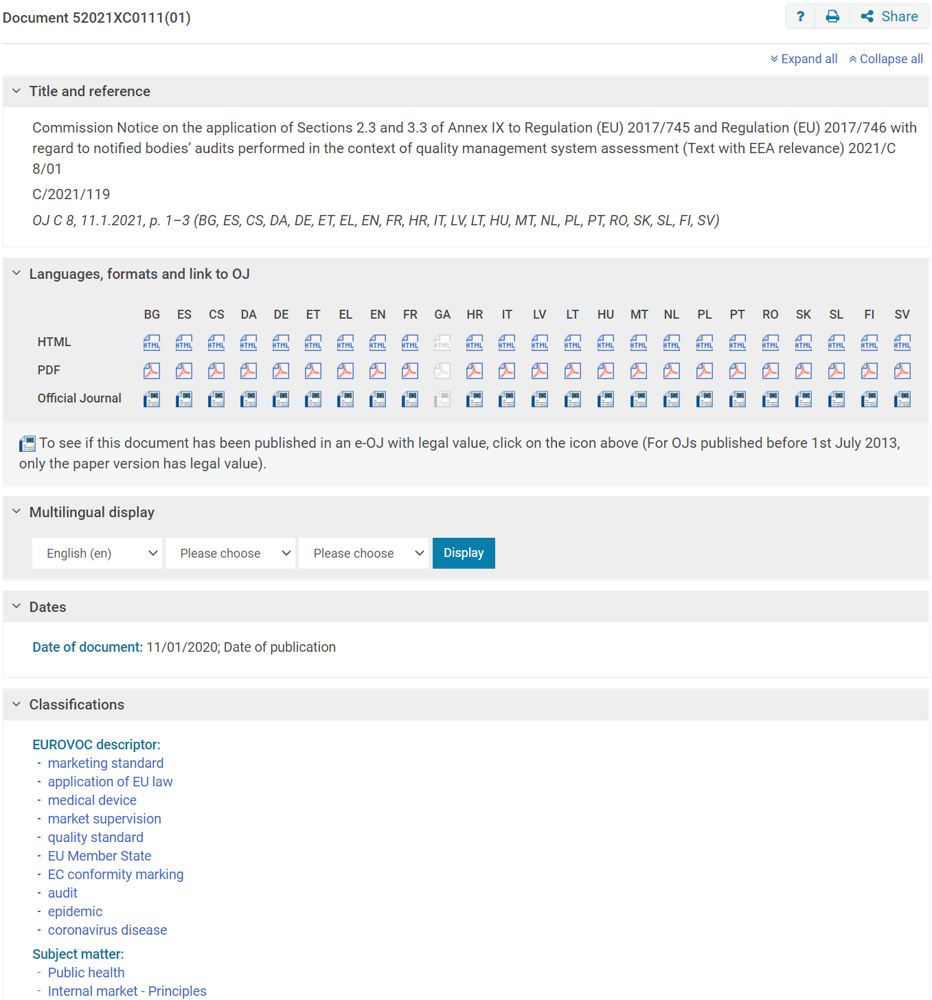 Document 52021XC0111(01)
? Share
Expand all Collapse all
Title and reference
Commission Notice on the application of Sections 2.3 and 3.3 of Annex IX to Regulation (EU) 2017/745 and Regulation (EU) 2017/746 with
regard to notified bodies’ audits performed in the context of quality management system assessment (Text with EEA relevance) 2021/C
8/01
C/2021/119
OJ C 8, 11.1.2021, p. 1–3 (BG, ES, CS, DA, DE, ET, EL, EN, FR, HR, IT, LV, LT, HU, MT, NL, PL, PT, RO, SK, SL, FI, SV)
Languages, formats and link to OJ
BG ES CS DA DE ET EL EN FR GA HR IT LV LT HU MT NL PL PT RO SK SL FI SV
HTML HTML HTML HTML HTML HTML HTML HTML HTML HTML HTML HTML HTML HTML HTML HTML HTML HTML HTML HTML HTML HTML HTML HTML HTML
PDF
Official Journal
To see if this document has been published in an e-OJ with legal value, click on the icon above (For OJs published before 1st July 2013,
only the paper version has legal value).
Multilingual display
English (en) Please choose Please choose Display
Dates
Date of document: 11/01/2020; Date of publication
Classifications
EUROVOC descriptor:
- marketing standard
- application of EU law
- medical device
- market supervision
- quality standard
- EU Member State
- EC conformity marking
- audit
- epidemic
- coronavirus disease
Subject matter:
- Public health
- Internal market - Principles